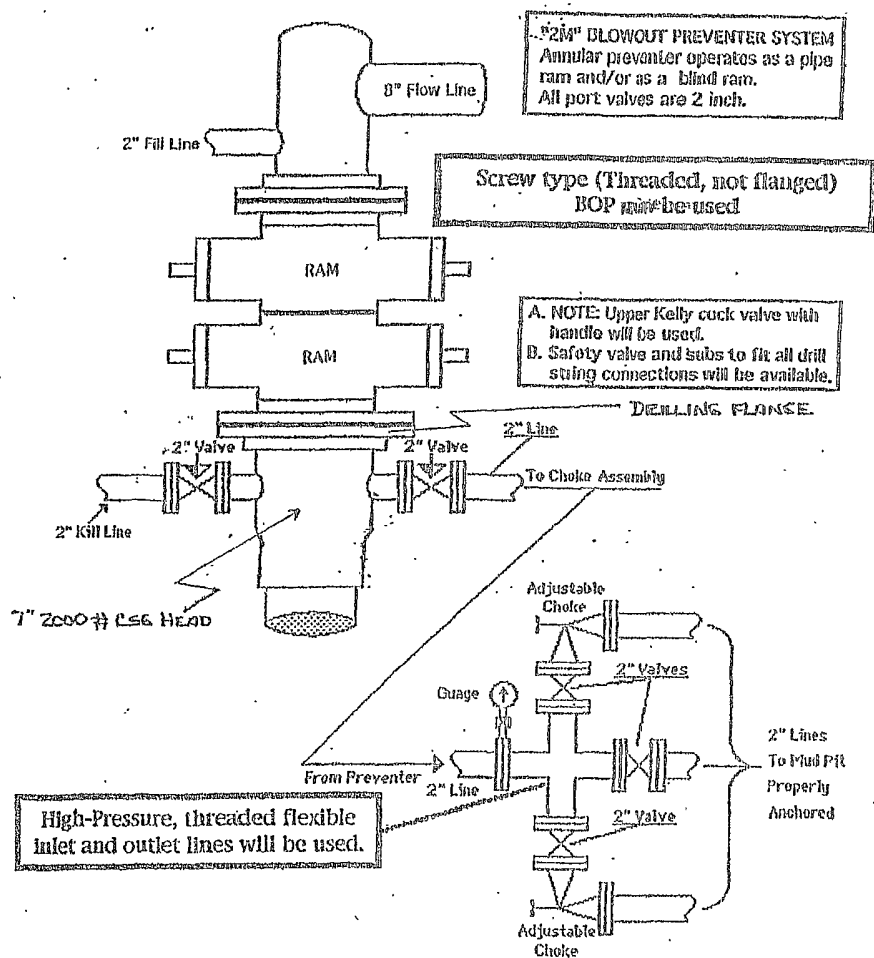 "2M" BLOWOUT PREVENTER SYSTEM
Annular preventer operates as a pipe
ram and/or as a blind ram.
All port valves are 2 inch.
8" Flow Line
2" Fill Line
Screw type (Threaded, not flanged)
BOP be used
RAM
RAM
A. NOTE: Upper Kelly cock valve with
handle will be used.
B. Safety valve and subs to fit all drill
string connections will be available.
DRILLING FLANGE
2" Valve
2" Valve
2" Line
To Choke Assembly
2" Kill Line
7" 2000 # CSG HEAD
Adjustable
Choke
2" Valves
Guage
2" Lines
To Mud Pit
Properly
Anchored
From Preventer
2" Line
2" Valve
High-Pressure, threaded flexible
inlet and outlet lines will be used.
Adjustable
Choke